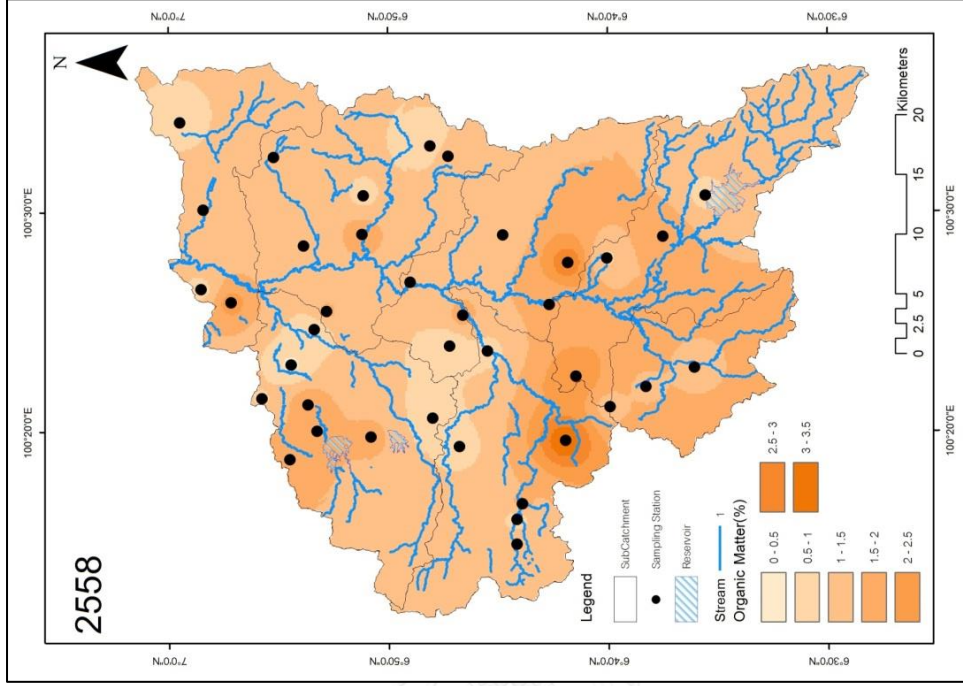 2558
N
100°20'0"E
100°30'0"E
7°0'0"N
6°50'0"N
6°40'0"N
6°30'0"N
7°0'0"N
6°50'0"N
6°40'0"N
6°30'0"N
100°20'0"E
100°30'0"E
Legend
SubCatchment
Sampling Station
Reservoir
Stream 1
Organic Matter(%)
0 - 0.5
0.5 - 1
1 - 1.5
1.5 - 2
2 - 2.5
2.5 - 3
3 - 3.5
0 2.5 5 10 15 20
Kilometers